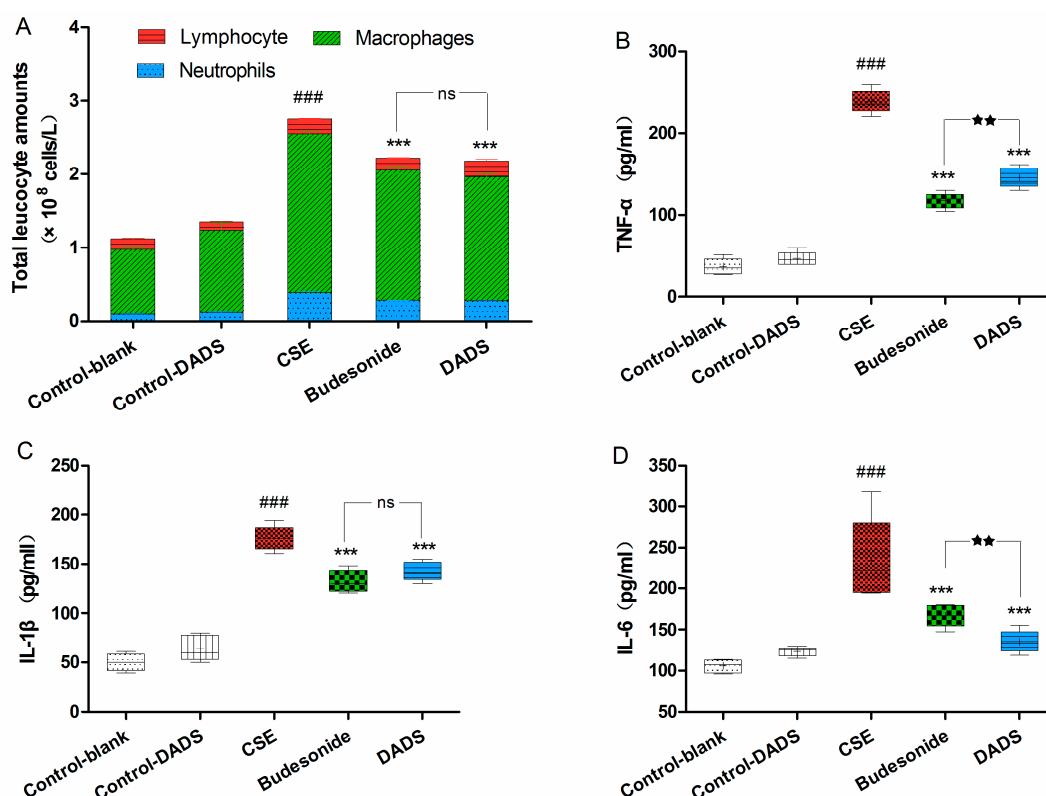 A
Lymphocyte
Macrophages
Neutrophils
Total leucocyte amounts
(× 10⁸ cells/L)
4
3
2
1
0
###
***
ns
***
Control-blank
Control-DADS
CSE
Budesonide
DADS
B
TNF-α (pg/ml)
300
200
100
0
###
***
★★
***
Control-blank
Control-DADS
CSE
Budesonide
DADS
C
IL-1β (pg/mll)
250
200
150
100
50
0
###
***
ns
***
Control-blank
Control-DADS
CSE
Budesonide
DADS
D
IL-6 (pg/ml)
350
300
250
200
150
100
50
###
***
★★
***
Control-blank
Control-DADS
CSE
Budesonide
DADS